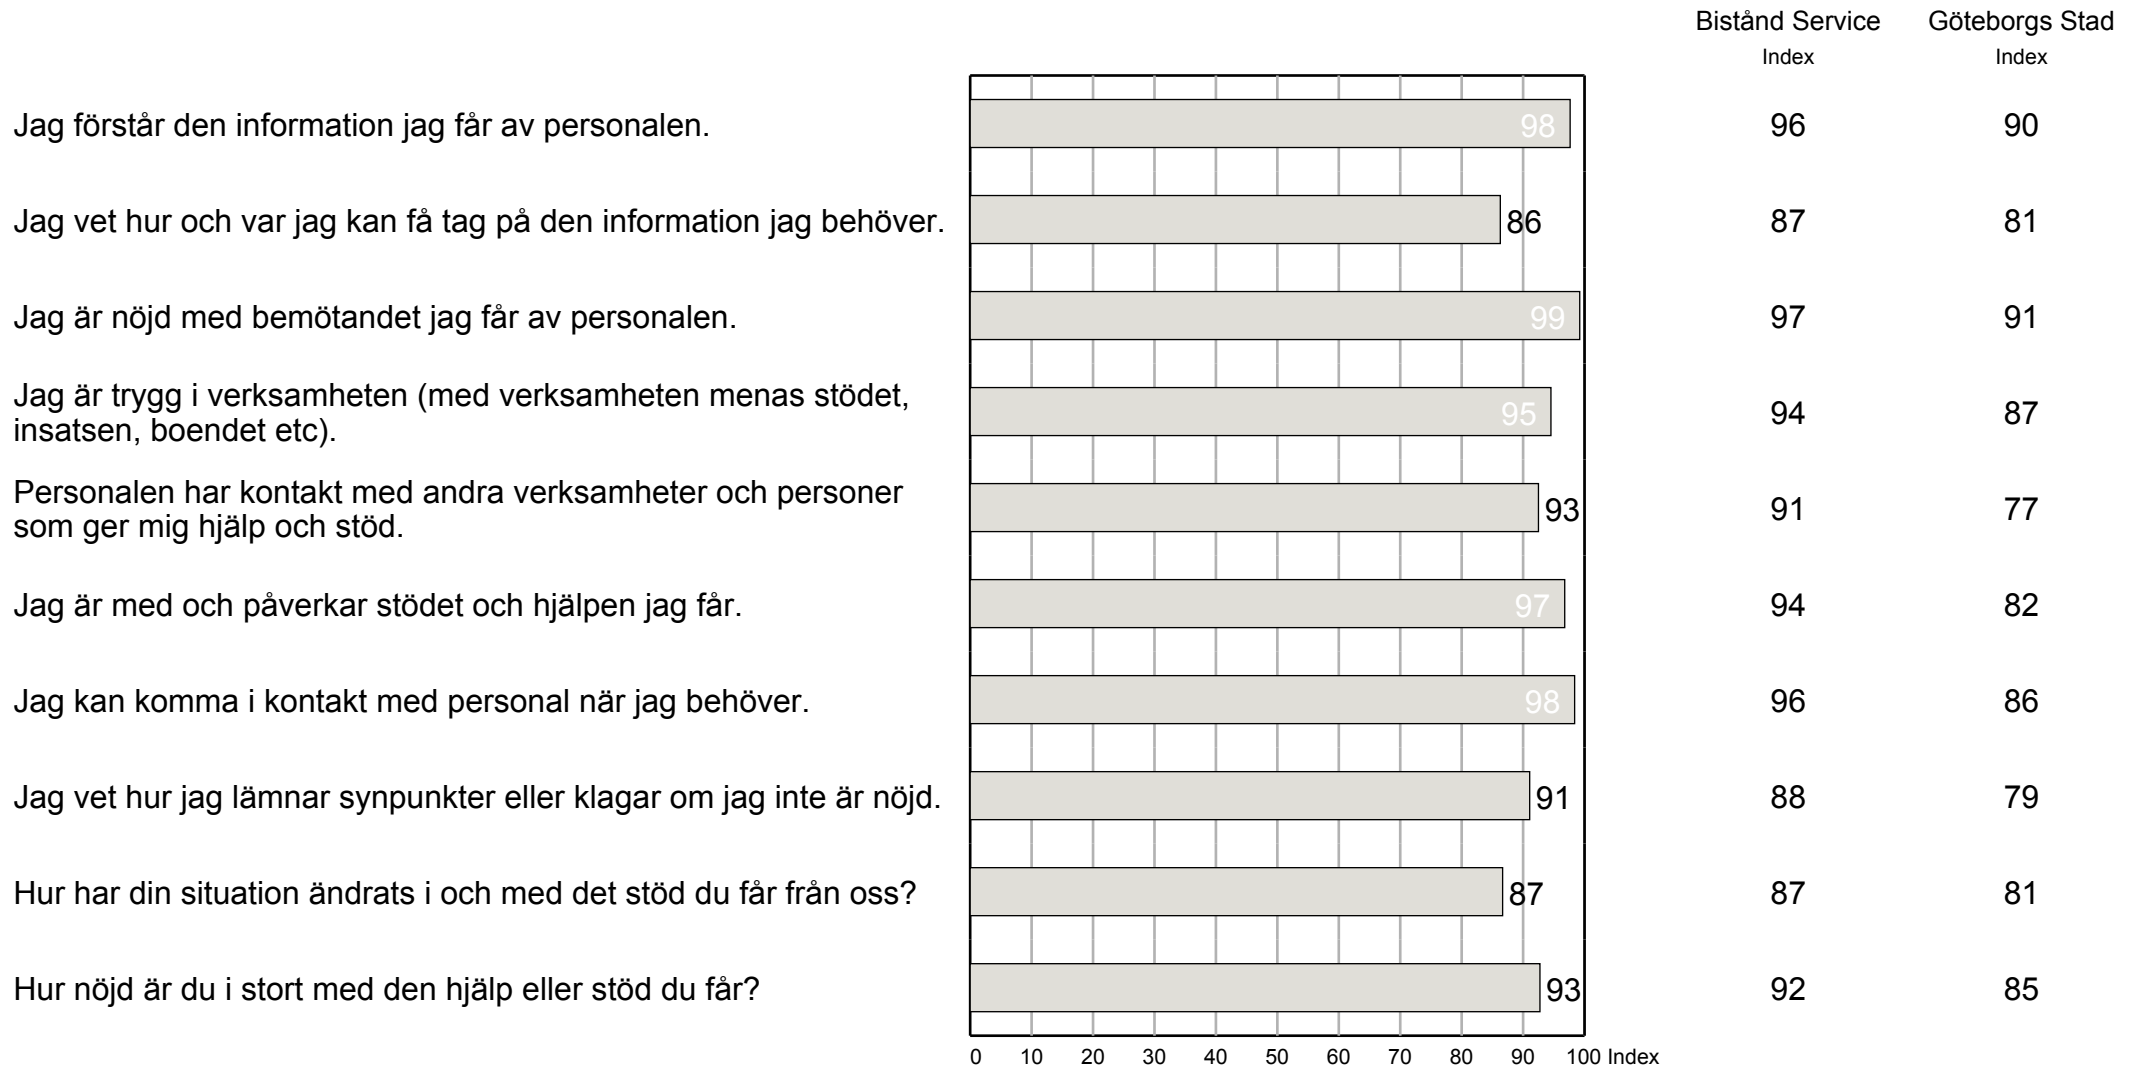 Bistånd Service Göteborgs Stad
Index Index
Jag förstår den information jag får av personalen. 98 96 90
Jag vet hur och var jag kan få tag på den information jag behöver. 86 87 81
Jag är nöjd med bemötandet jag får av personalen. 99 97 91
Jag är trygg i verksamheten (med verksamheten menas stödet,
insatsen, boendet etc). 95 94 87
Personalen har kontakt med andra verksamheter och personer
som ger mig hjälp och stöd. 93 91 77
Jag är med och påverkar stödet och hjälpen jag får. 97 94 82
Jag kan komma i kontakt med personal när jag behöver. 98 96 86
Jag vet hur jag lämnar synpunkter eller klagar om jag inte är nöjd. 91 88 79
Hur har din situation ändrats i och med det stöd du får från oss? 87 87 81
Hur nöjd är du i stort med den hjälp eller stöd du får? 93 92 85
0 10 20 30 40 50 60 70 80 90 100 Index